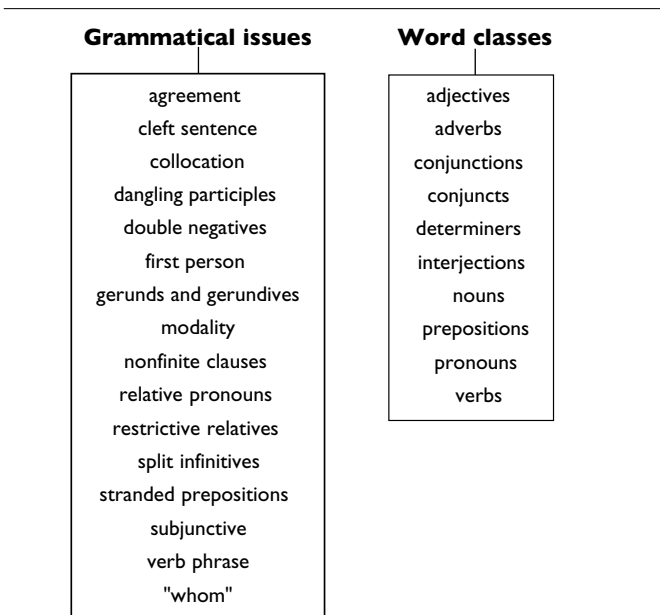 Grammatical issues
agreement
cleft sentence
collocation
dangling participles
double negatives
first person
gerunds and gerundives
modality
nonfinite clauses
relative pronouns
restrictive relatives
split infinitives
stranded prepositions
subjunctive
verb phrase
"whom"
Word classes
adjectives
adverbs
conjunctions
conjuncts
determiners
interjections
nouns
prepositions
pronouns
verbs